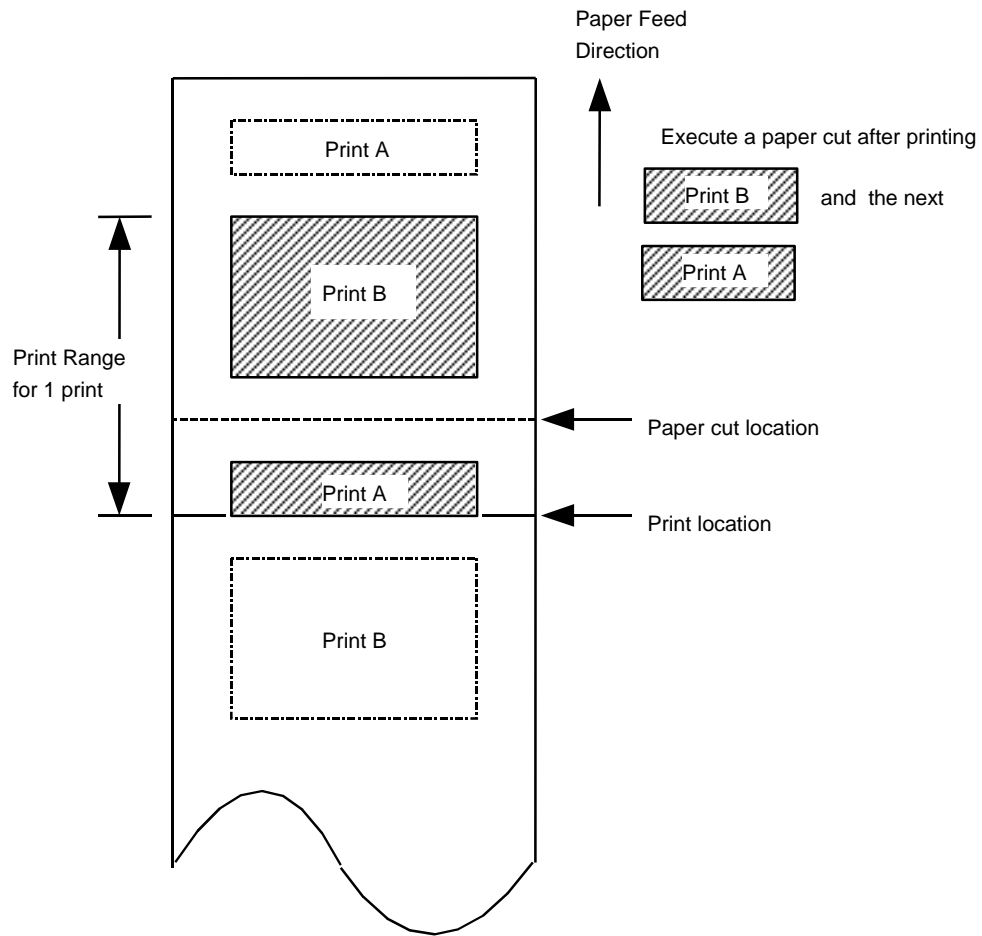 Paper Feed
Direction
Print A
Execute a paper cut after printing
Print B and the next
Print A
Print B
Print Range
for 1 print
Paper cut location
Print A
Print location
Print B